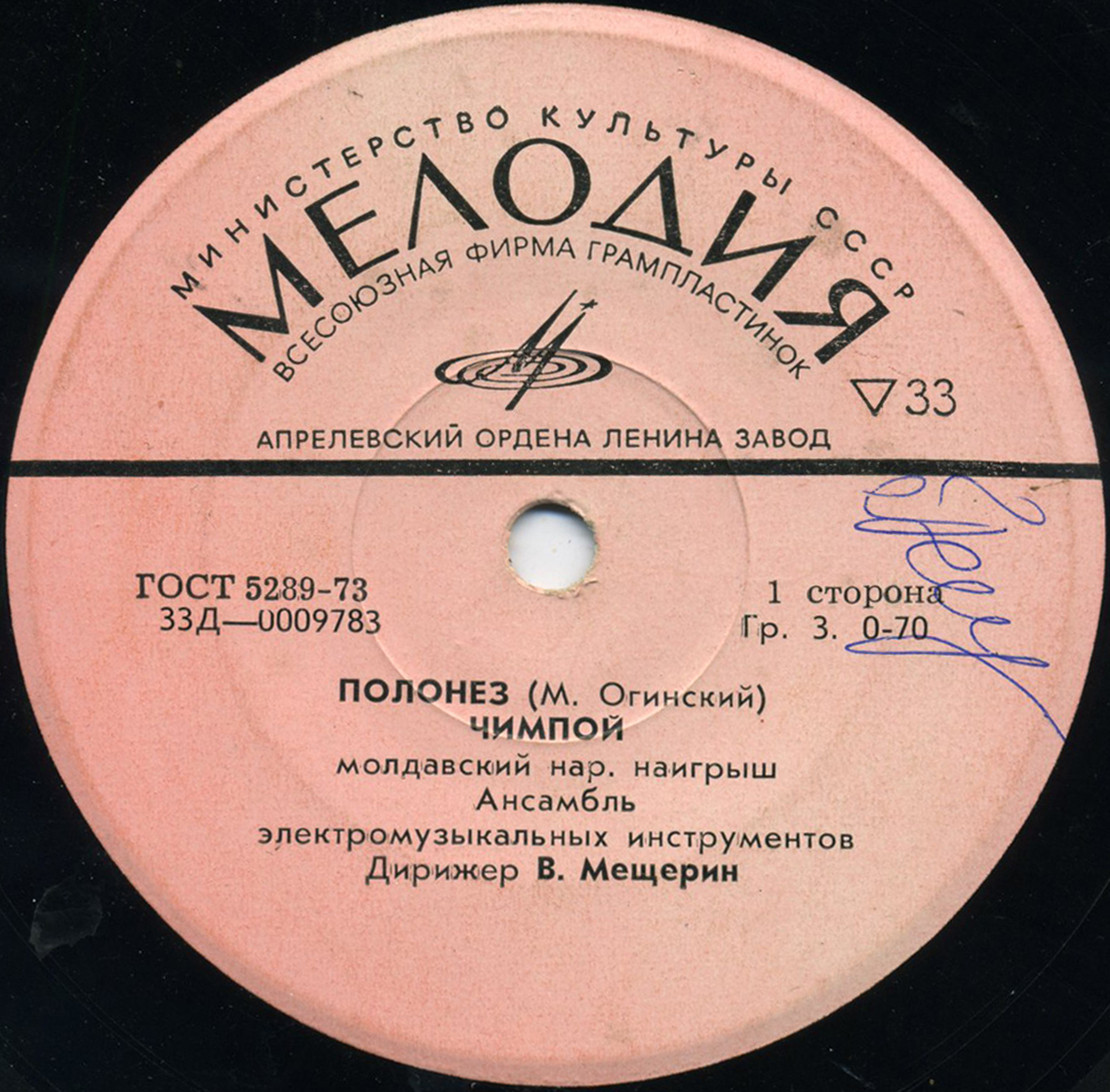 МИНИСТЕРСТВО КУЛЬТУРЫ СССР
МЕЛОДИЯ
ВСЕСОЮЗНАЯ ФИРМА ГРАМПЛАСТИНОК
▽33
АПРЕЛЕВСКИЙ ОРДЕНА ЛЕНИНА ЗАВОД
ГОСТ 5289-73
33Д—0009783
1 сторона
Гр. 3. 0-70
ПОЛОНЕЗ (М. Огинский)
ЧИМПОЙ
молдавский нар. наигрыш
Ансамбль
электромузыкальных инструментов
Дирижер В. Мещерин